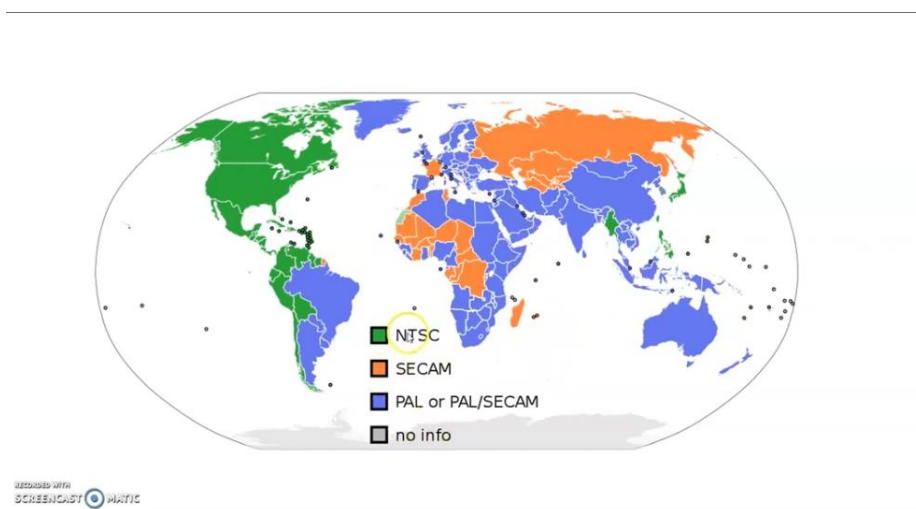 NTSC
SECAM
PAL or PAL/SECAM
no info
RECORDED WITH
SCREENCAST MATIC